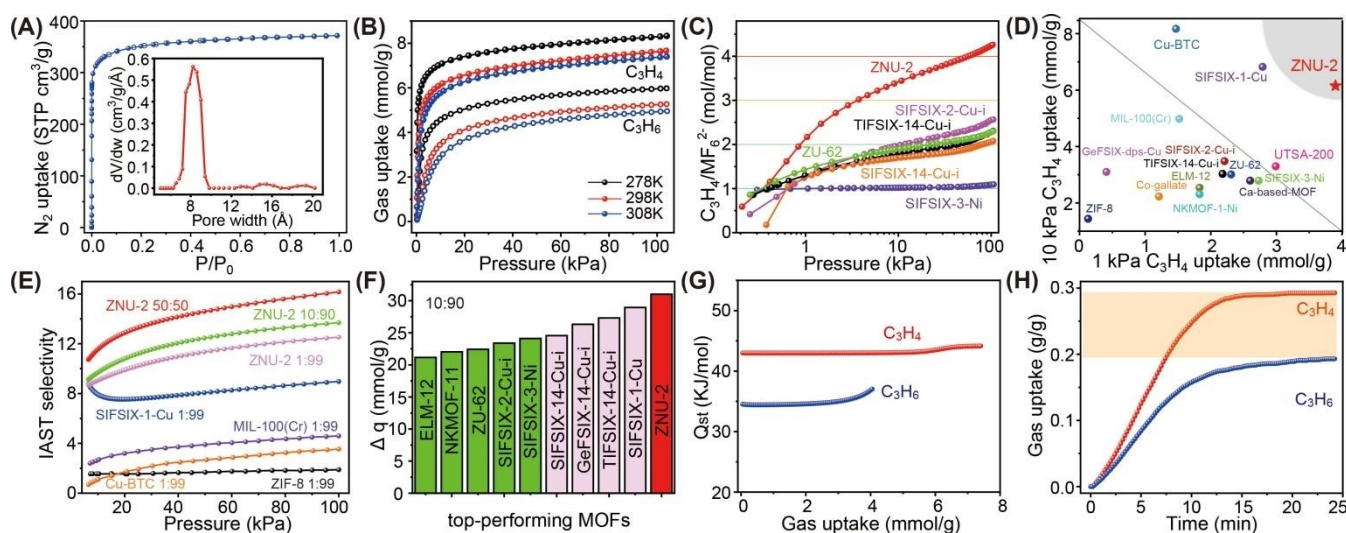 (A)
N₂ uptake (STP cm³/g)
400
300
200
100
0
0.0 0.2 0.4 0.6 0.8 1.0
P/P₀
dV/dw (cm³/g/Å)
0.6
0.5
0.4
0.3
0.2
0.1
0.0
5 10 15 20
Pore width (Å)
(B)
Gas uptake (mmol/g)
8
6
4
2
0
0 20 40 60 80 100
Pressure (kPa)
C₃H₄
C₃H₆
278K
298K
308K
(C)
C₃H₄/MF₆²⁻ (mol/mol)
4
3
2
1
0
1 10 100
Pressure (kPa)
ZNU-2
SIFSIX-2-Cu-i
TIFSIX-14-Cu-i
ZU-62
SIFSIX-14-Cu-i
SIFSIX-3-Ni
(D)
10 kPa C₃H₄ uptake (mmol/g)
8
6
4
2
0 1 2 3 4
1 kPa C₃H₄ uptake (mmol/g)
Cu-BTC
ZNU-2
SIFSIX-1-Cu
MIL-100(Cr)
GeFSIX-dps-Cu
SIFSIX-2-Cu-i
UTSA-200
TIFSIX-14-Cu-i
ZU-62
ELM-12
SIFSIX-3-Ni
Co-gallate
Ca-based-MOF
ZIF-8
NKMOF-1-Ni
(E)
IAST selectivity
16
12
8
4
0
20 40 60 80 100
Pressure (kPa)
ZNU-2 50:50
ZNU-2 10:90
ZNU-2 1:99
SIFSIX-1-Cu 1:99
MIL-100(Cr) 1:99
Cu-BTC 1:99
ZIF-8 1:99
(F)
Δ q (mmol/g)
30
25
20
15
10
5
0
10:90
ELM-12
NKMOF-11
ZU-62
SIFSIX-2-Cu-i
SIFSIX-3-Ni
SIFSIX-14-Cu-i
GeFSIX-14-Cu-i
TIFSIX-14-Cu-i
SIFSIX-1-Cu
ZNU-2
top-performing MOFs
(G)
Qst (KJ/mol)
50
40
30
20
0 2 4 6 8
Gas uptake (mmol/g)
C₃H₄
C₃H₆
(H)
Gas uptake (g/g)
0.3
0.2
0.1
0.0
0 5 10 15 20 25
Time (min)
C₃H₄
C₃H₆